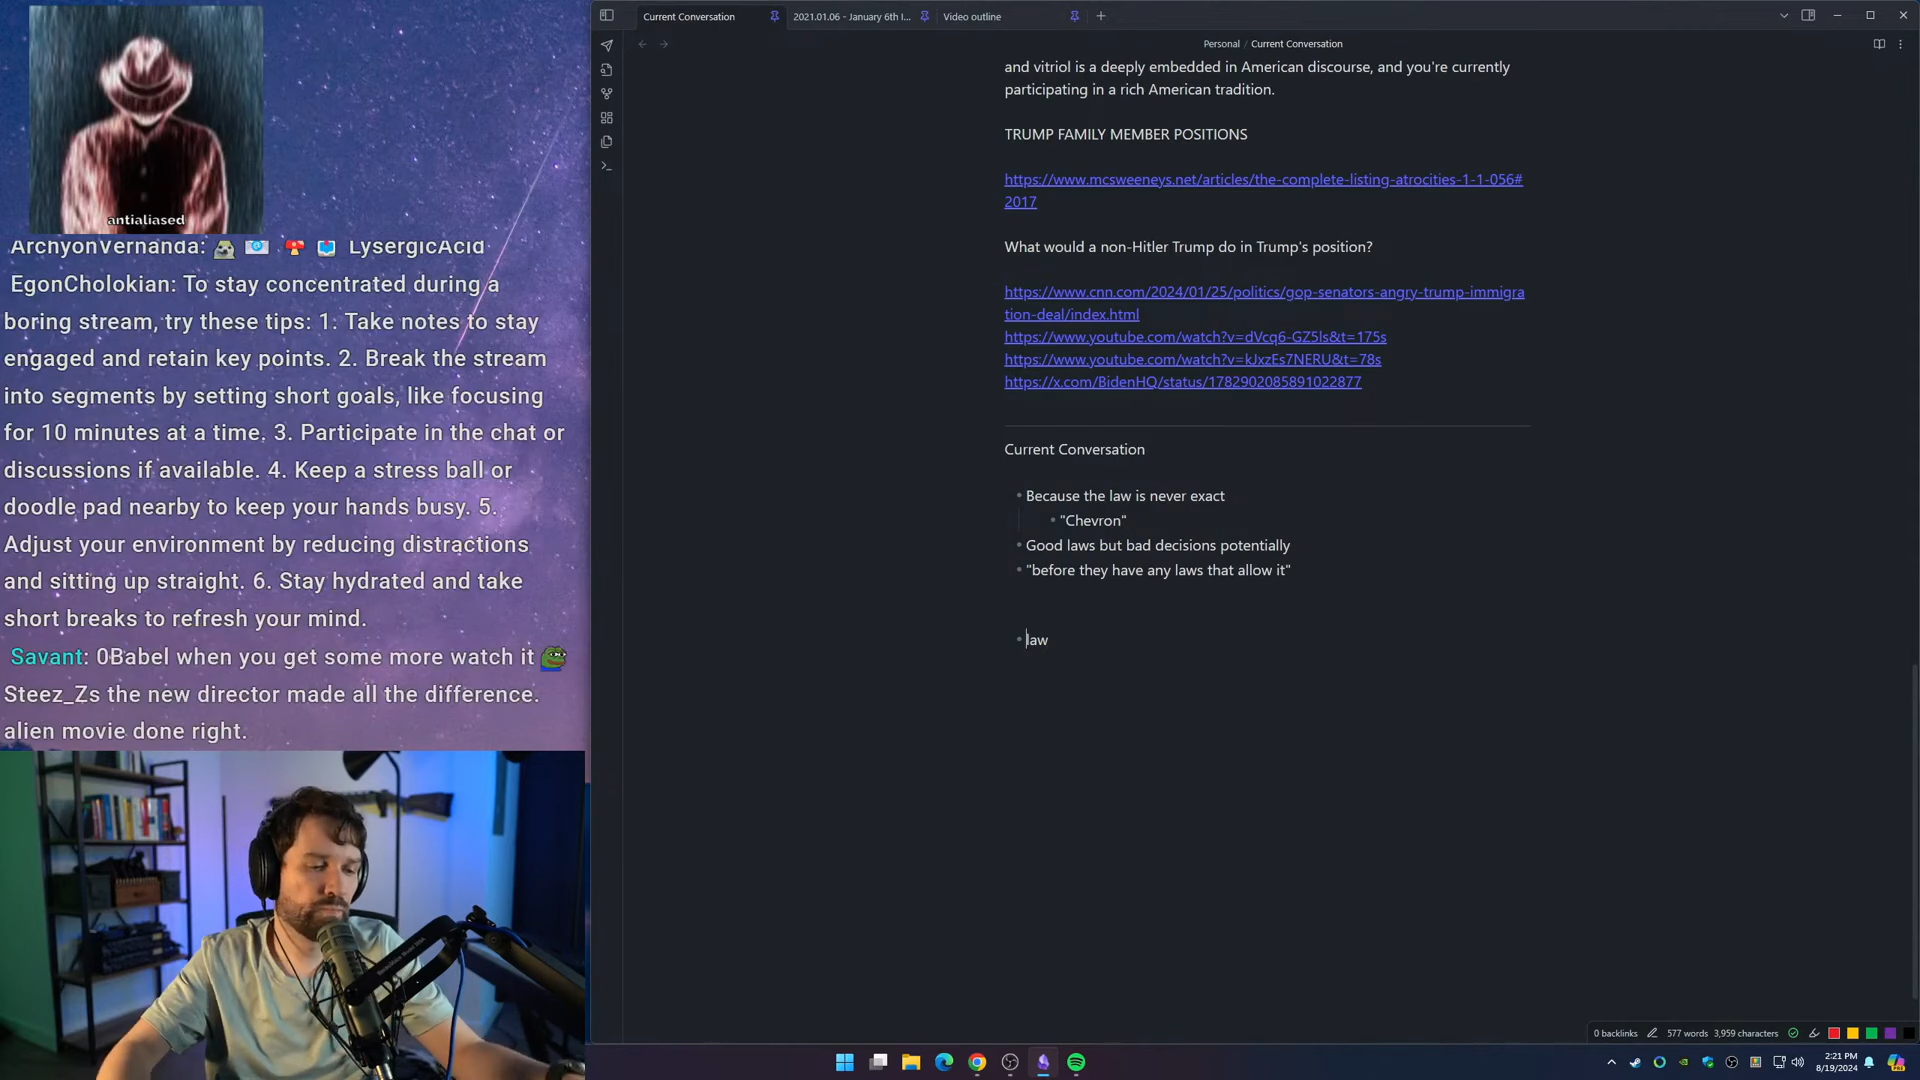 antialiased
ArchyonVernanda: LysergicAcid
EgonCholokian: To stay concentrated during a
boring stream, try these tips: 1. Take notes to stay
engaged and retain key points. 2. Break the stream
into segments by setting short goals, like focusing
for 10 minutes at a time. 3. Participate in the chat or
discussions if available. 4. Keep a stress ball or
doodle pad nearby to keep your hands busy. 5.
Adjust your environment by reducing distractions
and sitting up straight. 6. Stay hydrated and take
short breaks to refresh your mind.
Savant: 0Babel when you get some more watch it
Steez_Zs the new director made all the difference.
alien movie done right.
Current Conversation
2021.01.06 - January 6th I...
Video outline
Personal / Current Conversation
and vitriol is a deeply embedded in American discourse, and you're currently
participating in a rich American tradition.
TRUMP FAMILY MEMBER POSITIONS
https://www.mcsweeneys.net/articles/the-complete-listing-atrocities-1-1-056#
2017
What would a non-Hitler Trump do in Trump's position?
https://www.cnn.com/2024/01/25/politics/gop-senators-angry-trump-immigra
tion-deal/index.html
https://www.youtube.com/watch?v=dVcq6-GZ5ls&t=175s
https://www.youtube.com/watch?v=kJxzEs7NERU&t=78s
https://x.com/BidenHQ/status/1782902085891022877
Current Conversation
• Because the law is never exact
• "Chevron"
• Good laws but bad decisions potentially
• "before they have any laws that allow it"
• law
0 backlinks 577 words 3,959 characters
2:21 PM
8/19/2024